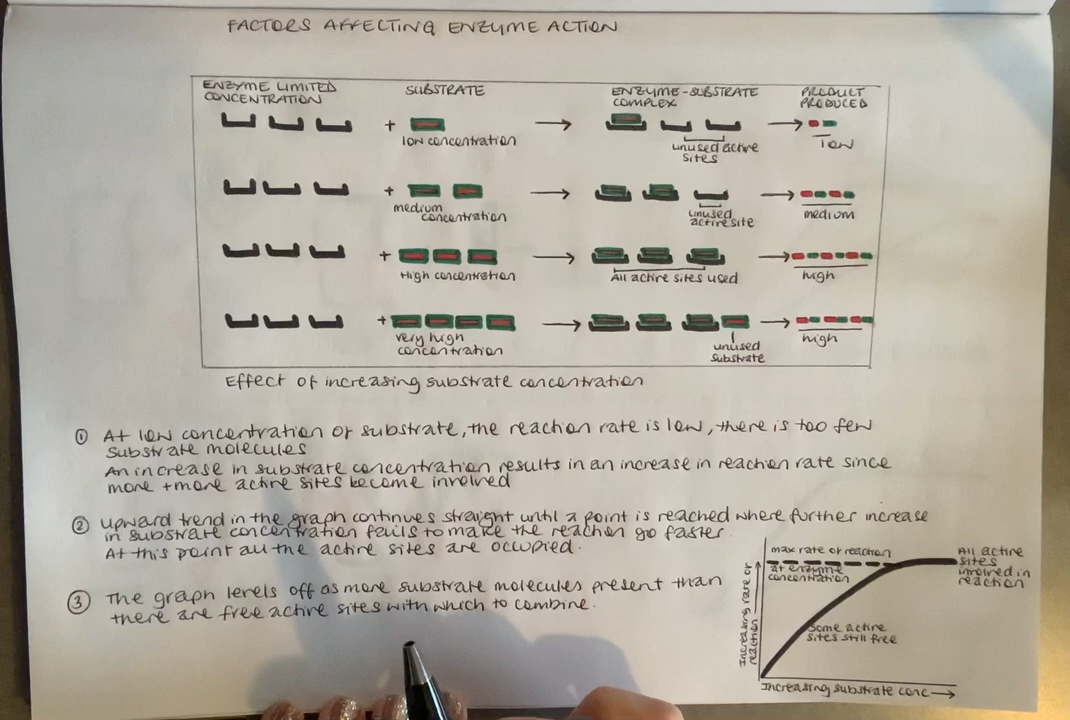 FACTORS AFFECTING ENZYME ACTION
ENZYME LIMITED
CONCENTRATION
SUBSTRATE
ENZYME-SUBSTRATE
COMPLEX
PRODUCT
PRODUCED
+
low concentration
unused active
sites
low
+
medium
concentration
unused
active site
medium
+
High concentration
All active sites used
high
+
very high
concentration
unused
substrate
high
Effect of increasing substrate concentration
① At low concentration of substrate, the reaction rate is low, there is too few
substrate molecules
An increase in substrate concentration results in an increase in reaction rate since
more + more active sites become involved
② upward trend in the graph continues straight until a point is reached where further increase
in substrate concentration fails to make the reaction go faster.
At this point all the active sites are occupied.
③ The graph levels off as more substrate molecules present than
there are free active sites with which to combine.
max rate of reaction
at enzyme
concentration
All active
sites
involved in
reaction
Some active
sites still free
Increasing rate of
reaction
Increasing substrate conc